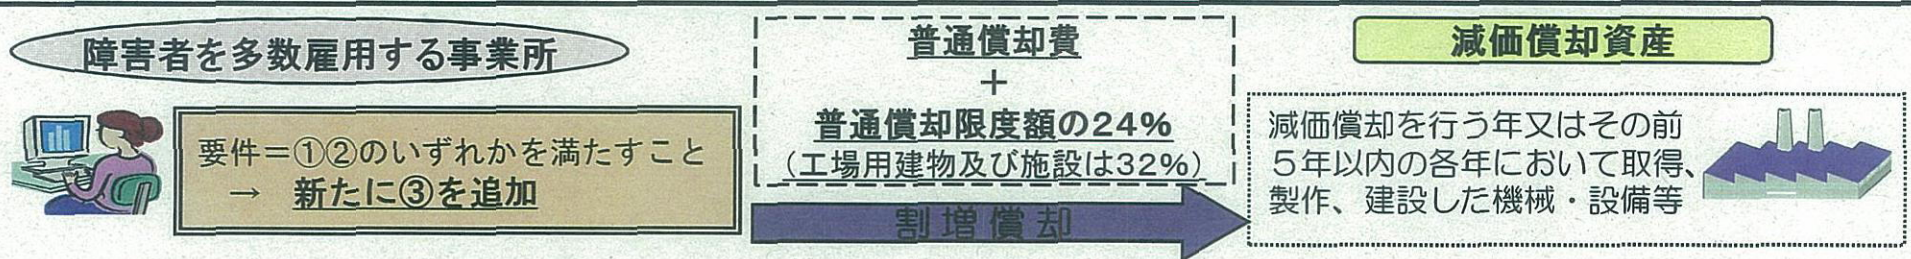 障害者を多数雇用する事業所
要件＝①②のいずれかを満たすこと
→ 新たに③を追加
普通償却費
＋
普通償却限度額の24%
（工場用建物及び施設は32%）
割増償却
減価償却資産
減価償却を行う年又はその前
５年以内の各年において取得、
製作、建設した機械・設備等